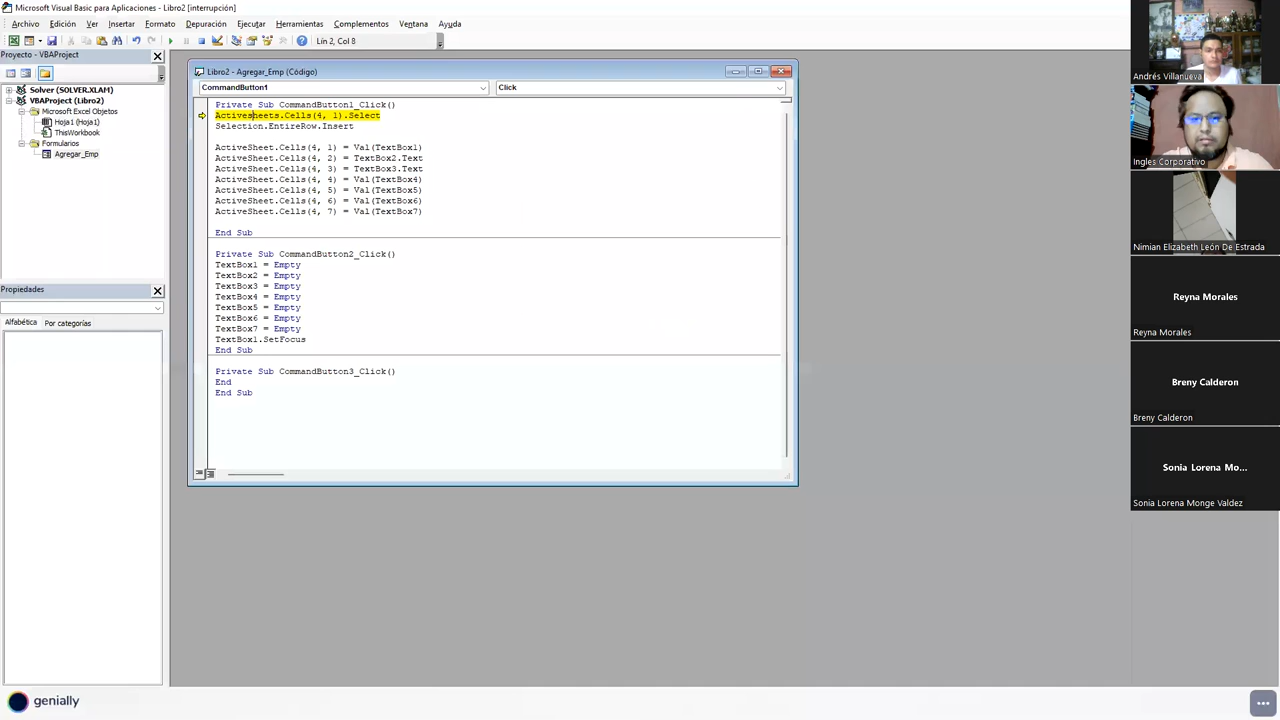 Microsoft Visual Basic para Aplicaciones - Libro2 [interrupción]
Archivo Edición Ver Insertar Formato Depuración Ejecutar Herramientas Complementos Ventana Ayuda
Lín 2, Col 8
Proyecto - VBAProject
Solver (SOLVER.XLAM)
VBAProject (Libro2)
Microsoft Excel Objetos
Hoja1 (Hoja1)
ThisWorkbook
Formularios
Agregar_Emp
Propiedades
Alfabética Por categorías
Libro2 - Agregar_Emp (Código)
CommandButton1 Click
Private Sub CommandButton1_Click()
Activesheets.Cells(4, 1).Select
Selection.EntireRow.Insert
ActiveSheet.Cells(4, 1) = Val(TextBox1)
ActiveSheet.Cells(4, 2) = TextBox2.Text
ActiveSheet.Cells(4, 3) = TextBox3.Text
ActiveSheet.Cells(4, 4) = Val(TextBox4)
ActiveSheet.Cells(4, 5) = Val(TextBox5)
ActiveSheet.Cells(4, 6) = Val(TextBox6)
ActiveSheet.Cells(4, 7) = Val(TextBox7)
End Sub
Private Sub CommandButton2_Click()
TextBox1 = Empty
TextBox2 = Empty
TextBox3 = Empty
TextBox4 = Empty
TextBox5 = Empty
TextBox6 = Empty
TextBox7 = Empty
TextBox1.SetFocus
End Sub
Private Sub CommandButton3_Click()
End
End Sub
Andrés Villanueva
Ingles Corporativo
Nimian Elizabeth León De Estrada
Reyna Morales
Reyna Morales
Breny Calderon
Breny Calderon
Sonia Lorena Mo...
Sonia Lorena Monge Valdez
genially